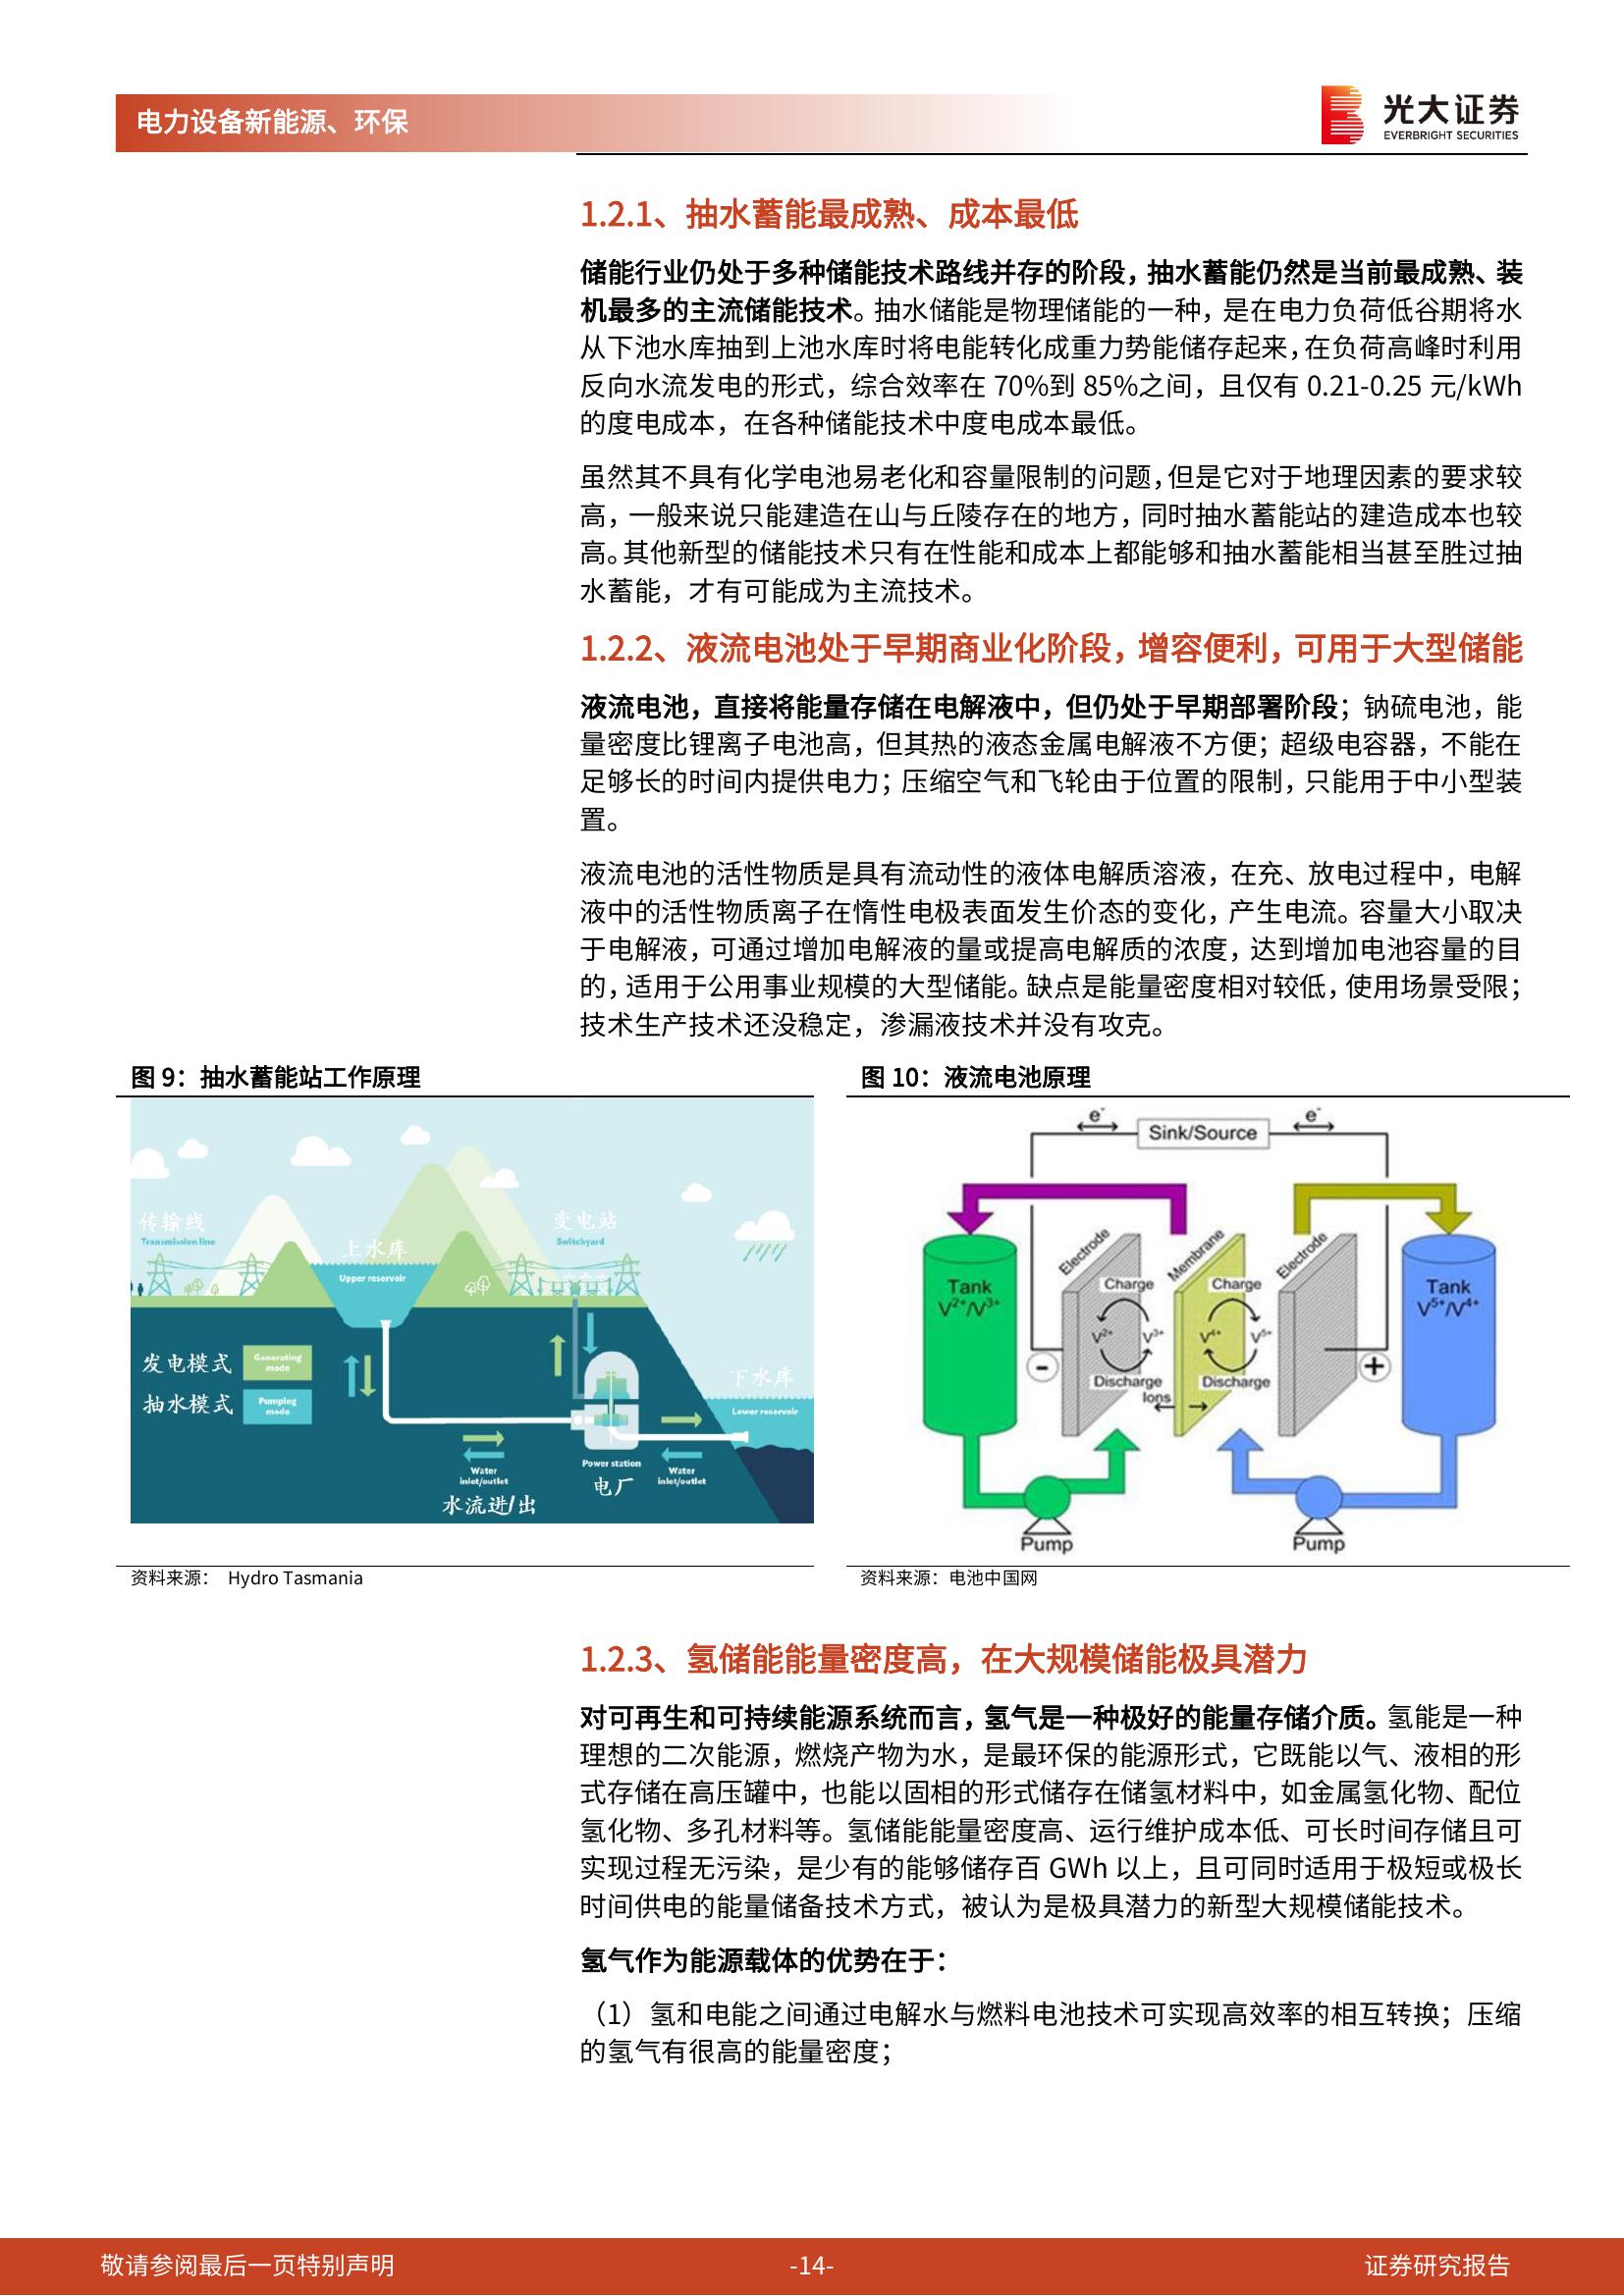 电力设备新能源、环保
光大证券
EVERBRIGHT SECURITIES
1.2.1、抽水蓄能最成熟、成本最低
储能行业仍处于多种储能技术路线并存的阶段，抽水蓄能仍然是当前最成熟、装
机最多的主流储能技术。抽水储能是物理储能的一种，是在电力负荷低谷期将水
从下池水库抽到上池水库时将电能转化成重力势能储存起来，在负荷高峰时利用
反向水流发电的形式，综合效率在 70%到 85%之间，且仅有 0.21-0.25 元/kWh
的度电成本，在各种储能技术中度电成本最低。
虽然其不具有化学电池易老化和容量限制的问题，但是它对于地理因素的要求较
高，一般来说只能建造在山与丘陵存在的地方，同时抽水蓄能站的建造成本也较
高。其他新型的储能技术只有在性能和成本上都能够和抽水蓄能相当甚至胜过抽
水蓄能，才有可能成为主流技术。
1.2.2、液流电池处于早期商业化阶段，增容便利，可用于大型储能
液流电池，直接将能量存储在电解液中，但仍处于早期部署阶段；钠硫电池，能
量密度比锂离子电池高，但其热的液态金属电解液不方便；超级电容器，不能在
足够长的时间内提供电力；压缩空气和飞轮由于位置的限制，只能用于中小型装
置。
液流电池的活性物质是具有流动性的液体电解质溶液，在充、放电过程中，电解
液中的活性物质离子在惰性电极表面发生价态的变化，产生电流。容量大小取决
于电解液，可通过增加电解液的量或提高电解质的浓度，达到增加电池容量的目
的，适用于公用事业规模的大型储能。缺点是能量密度相对较低，使用场景受限；
技术生产技术还没稳定，渗漏液技术并没有攻克。
图 9：抽水蓄能站工作原理
传输线
Transmission line
上水库
Upper reservoir
变电站
Switchyard
发电模式
Generating
mode
抽水模式
Pumping
mode
下水库
Lower reservoir
Power station
电厂
Water
inlet/outlet
Water
inlet/outlet
水流进/出
资料来源： Hydro Tasmania
图 10：液流电池原理
e⁻
Sink/Source
e⁻
Electrode
Membrane
Electrode
Tank
V²⁺/V³⁺
Charge
Charge
Tank
V⁵⁺/V⁴⁺
V²⁺
V³⁺
V⁴⁺
V⁵⁺
-
+
Discharge
Discharge
Ions
Pump
Pump
资料来源：电池中国网
1.2.3、氢储能能量密度高，在大规模储能极具潜力
对可再生和可持续能源系统而言，氢气是一种极好的能量存储介质。氢能是一种
理想的二次能源，燃烧产物为水，是最环保的能源形式，它既能以气、液相的形
式存储在高压罐中，也能以固相的形式储存在储氢材料中，如金属氢化物、配位
氢化物、多孔材料等。氢储能能量密度高、运行维护成本低、可长时间存储且可
实现过程无污染，是少有的能够储存百 GWh 以上，且可同时适用于极短或极长
时间供电的能量储备技术方式，被认为是极具潜力的新型大规模储能技术。
氢气作为能源载体的优势在于：
（1）氢和电能之间通过电解水与燃料电池技术可实现高效率的相互转换；压缩
的氢气有很高的能量密度；
敬请参阅最后一页特别声明
-14-
证券研究报告